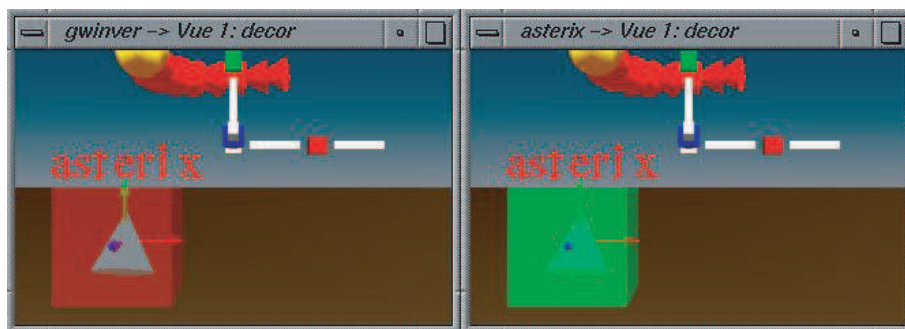 gwinver -> Vue 1: decor
asterix -> Vue 1: decor
asterix
asterix